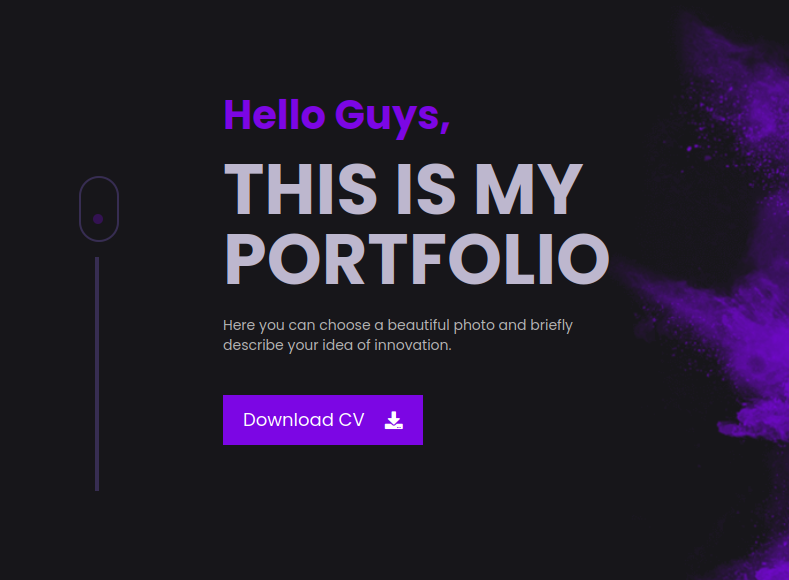 Hello Guys,
THIS IS MY
PORTFOLIO
Here you can choose a beautiful photo and briefly
describe your idea of innovation.
Download CV